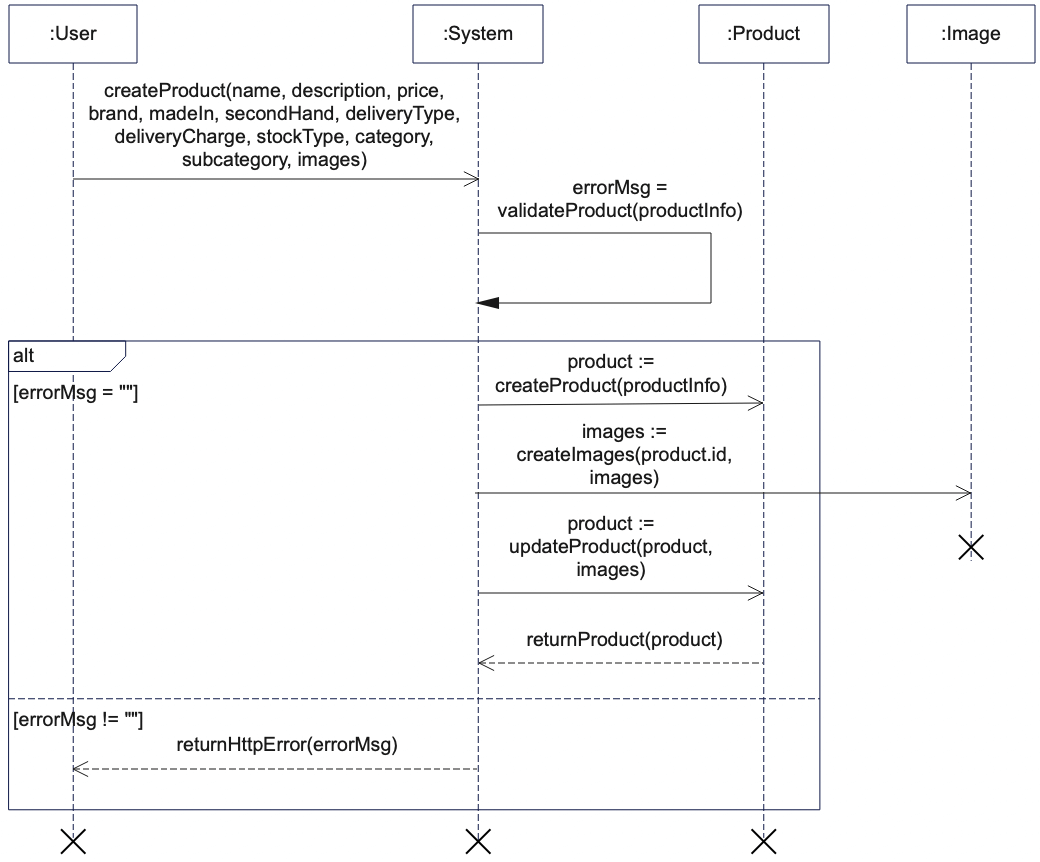 :User
:System
:Product
:Image
createProduct(name, description, price,
brand, madeIn, secondHand, deliveryType,
deliveryCharge, stockType, category,
subcategory, images)
errorMsg =
validateProduct(productInfo)
alt
[errorMsg = ""]
product :=
createProduct(productInfo)
images :=
createImages(product.id,
images)
product :=
updateProduct(product,
images)
returnProduct(product)
[errorMsg != ""]
returnHttpError(errorMsg)